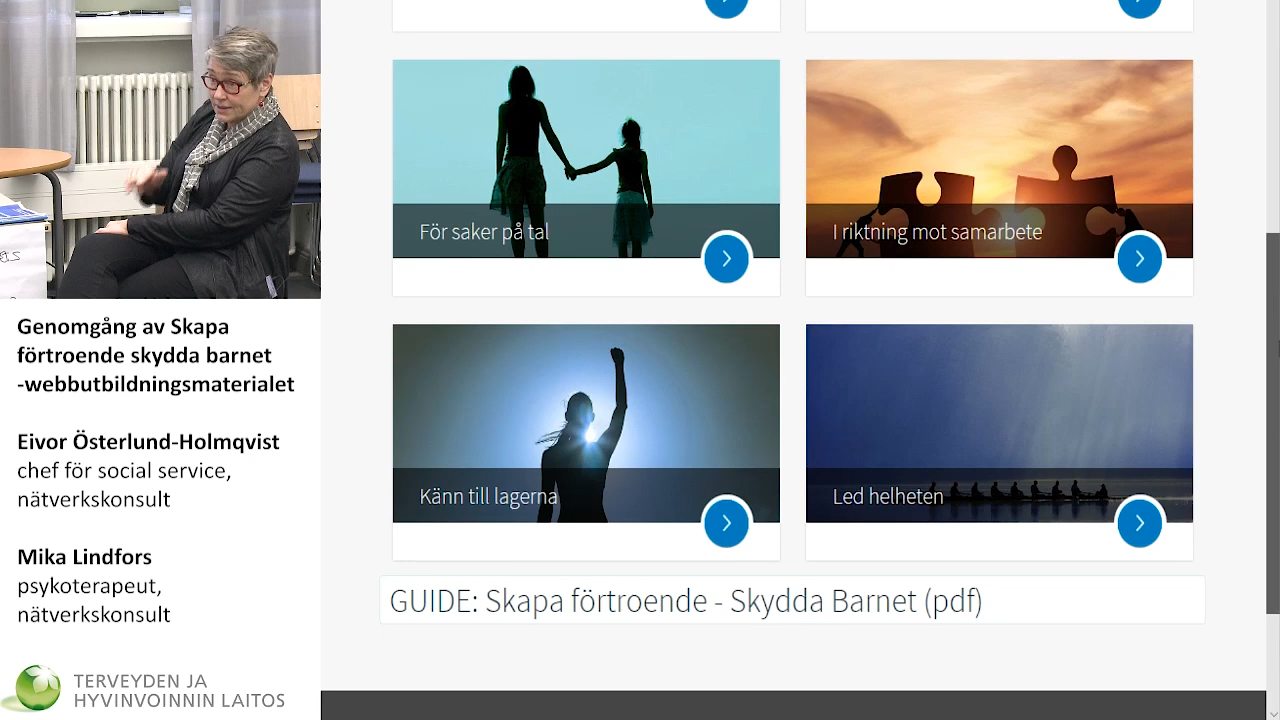 Genomgång av Skapa
förtroende skydda barnet
-webbutbildningsmaterialet
Eivor Österlund-Holmqvist
chef för social service,
nätverkskonsult
Mika Lindfors
psykoterapeut,
nätverkskonsult
TERVEYDEN JA
HYVINVOINNIN LAITOS
För saker på tal
I riktning mot samarbete
Känn till lagerna
Led helheten
GUIDE: Skapa förtroende - Skydda Barnet (pdf)